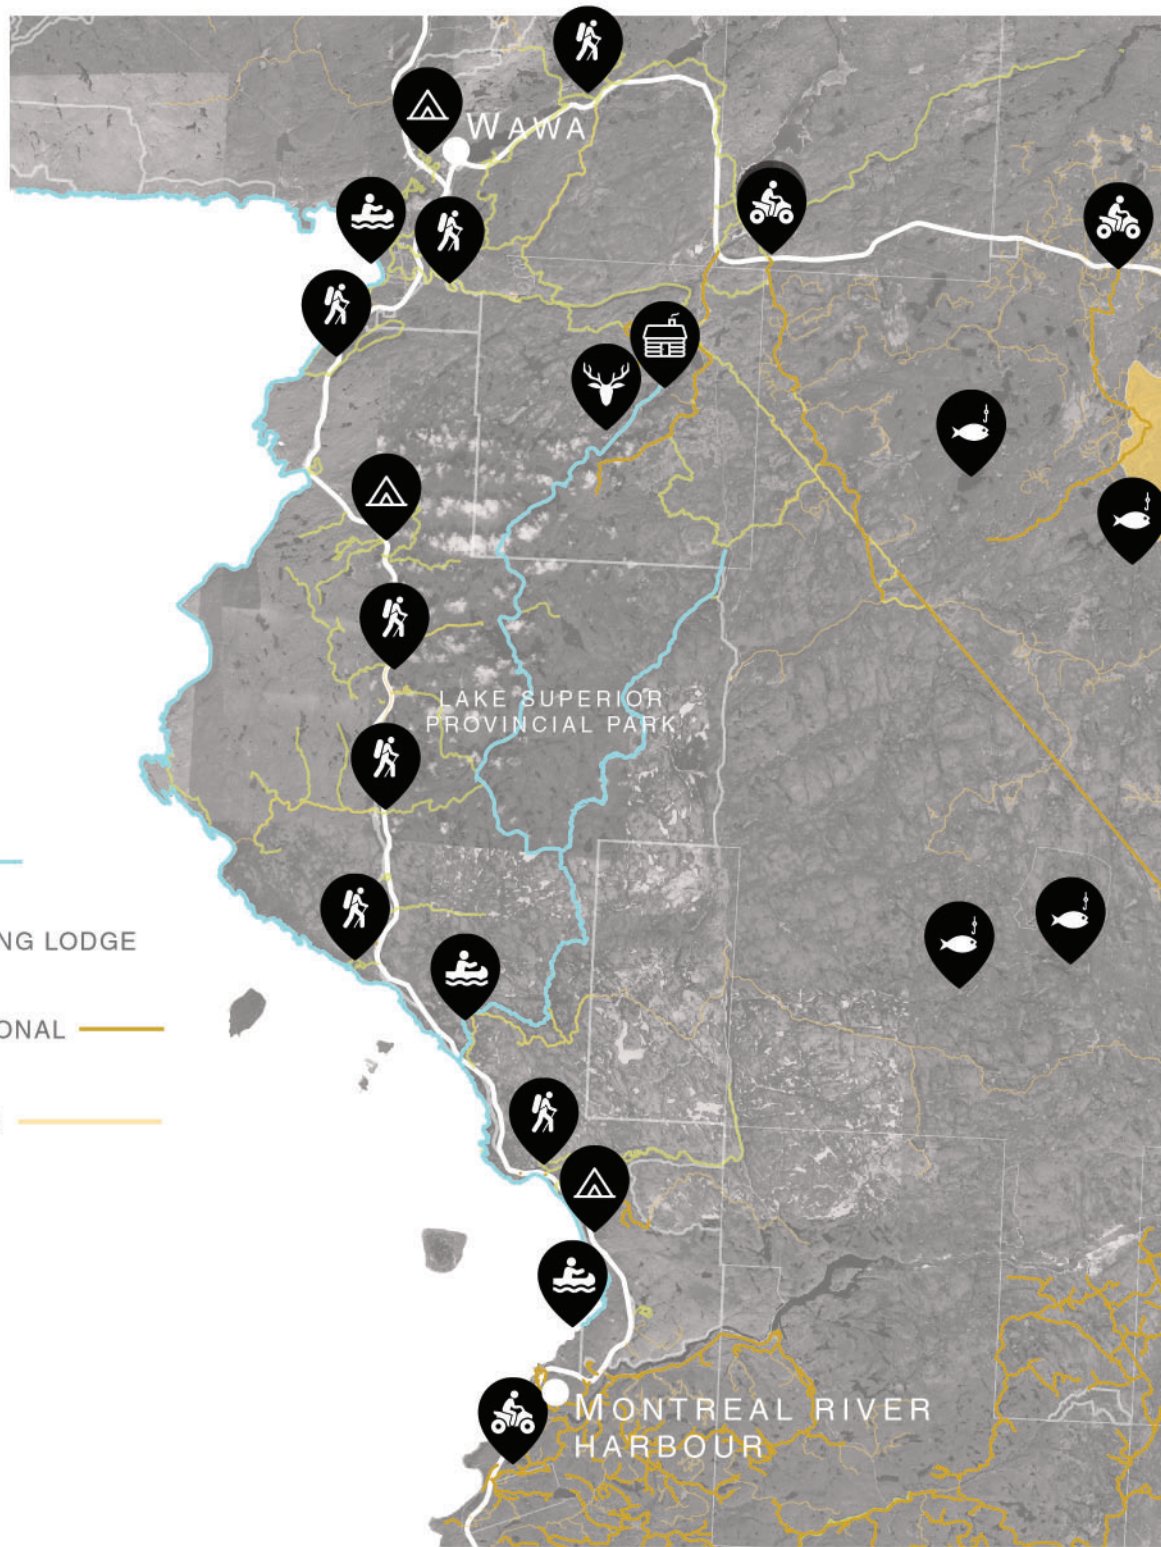 WAWA
LAKE SUPERIOR
PROVINCIAL PARK
NG LODGE
ONAL
MONTREAL RIVER
HARBOUR